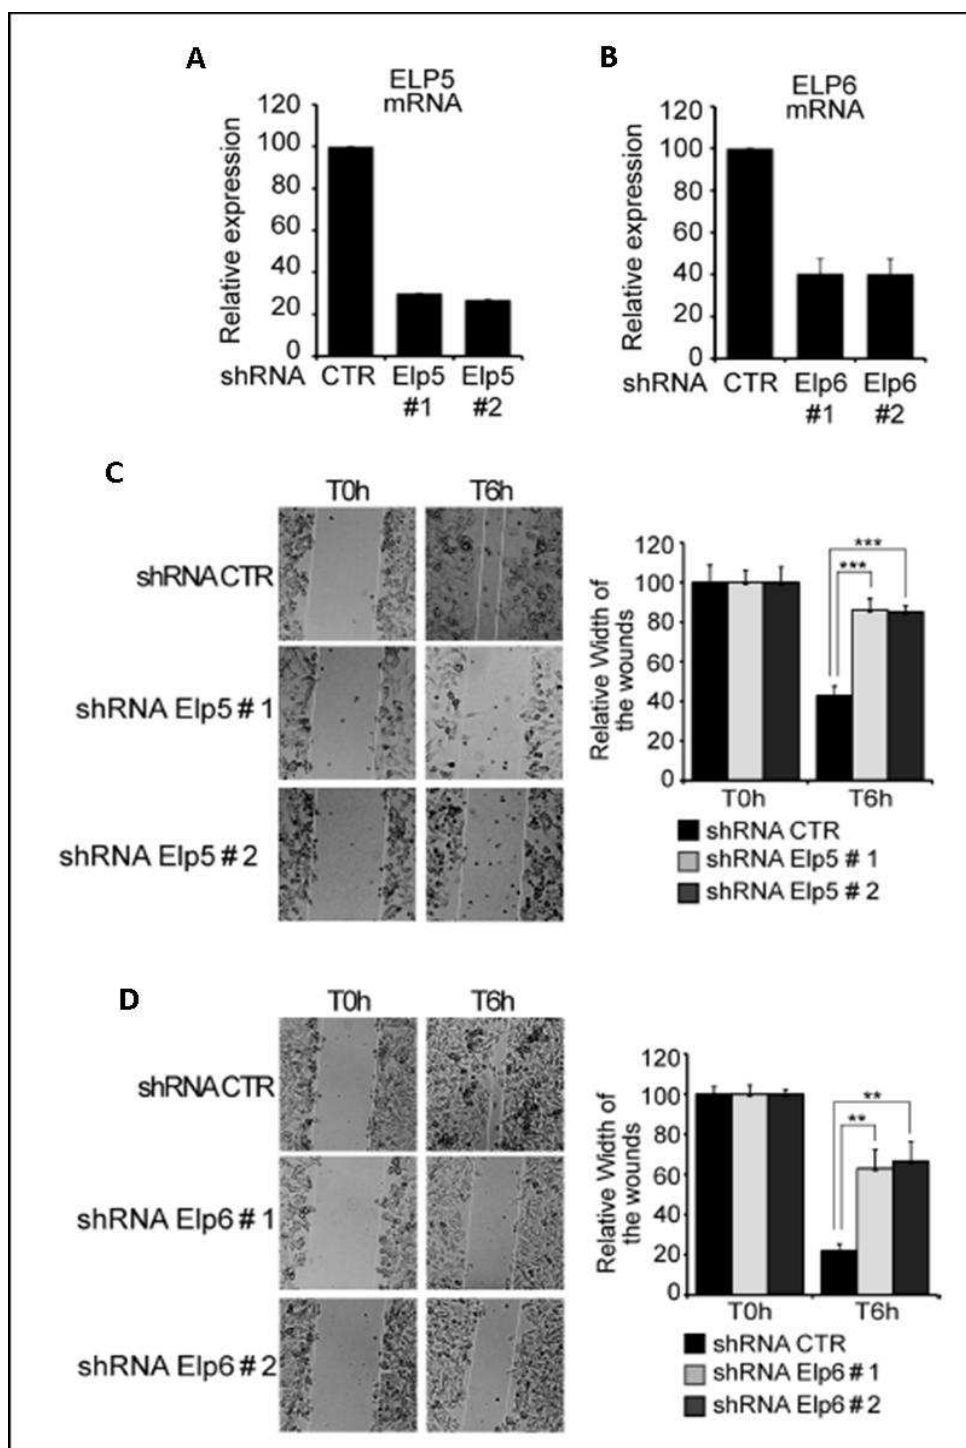 A
ELP5
mRNA
Relative expression
120
100
80
60
40
20
0
shRNA CTR Elp5 Elp5
#1 #2
B
ELP6
mRNA
Relative expression
120
100
80
60
40
20
0
shRNA CTR Elp6 Elp6
#1 #2
C
T0h T6h
shRNA CTR
shRNA Elp5 # 1
shRNA Elp5 # 2
Relative Width of
the wounds
120
100
80
60
40
20
0
***
***
T0h T6h
shRNA CTR
shRNA Elp5 # 1
shRNA Elp5 # 2
D
T0h T6h
shRNA CTR
shRNA Elp6 # 1
shRNA Elp6 # 2
Relative Width of
the wounds
120
100
80
60
40
20
0
**
**
T0h T6h
shRNA CTR
shRNA Elp6 # 1
shRNA Elp6 # 2